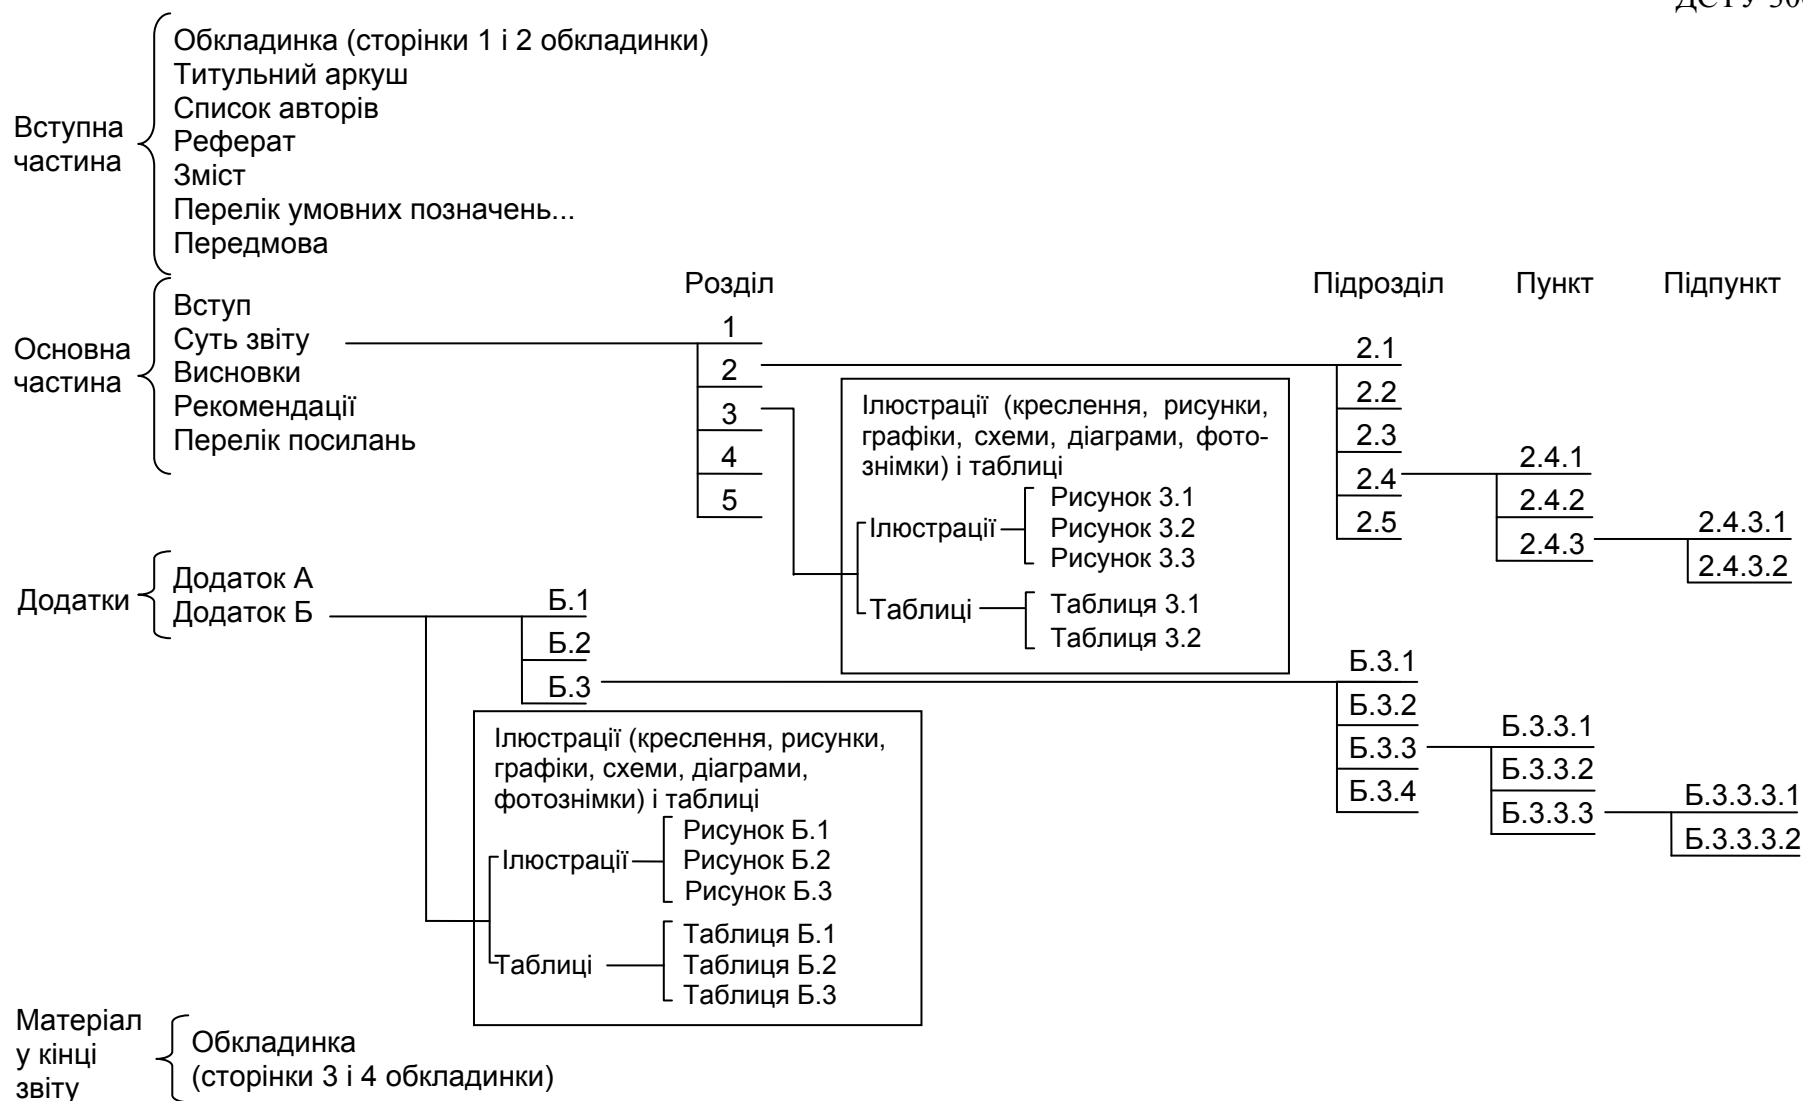 ДСТУ 300
Обкладинка (сторінки 1 і 2 обкладинки)
Титульний аркуш
Список авторів
Реферат
Зміст
Перелік умовних позначень...
Передмова
Вступна
частина
Розділ
Підрозділ
Пункт
Підпункт
Вступ
Суть звіту
Висновки
Рекомендації
Перелік посилань
Основна
частина
1
2
3
4
5
2.1
2.2
2.3
2.4
2.5
2.4.1
2.4.2
2.4.3
2.4.3.1
2.4.3.2
Ілюстрації (креслення, рисунки,
графіки, схеми, діаграми, фото-
знімки) і таблиці
Ілюстрації
Рисунок 3.1
Рисунок 3.2
Рисунок 3.3
Таблиці
Таблиця 3.1
Таблиця 3.2
Додатки
Додаток А
Додаток Б
Б.1
Б.2
Б.3
Б.3.1
Б.3.2
Б.3.3
Б.3.4
Б.3.3.1
Б.3.3.2
Б.3.3.3
Б.3.3.3.1
Б.3.3.3.2
Ілюстрації (креслення, рисунки,
графіки, схеми, діаграми,
фотознімки) і таблиці
Ілюстрації
Рисунок Б.1
Рисунок Б.2
Рисунок Б.3
Таблиці
Таблиця Б.1
Таблиця Б.2
Таблиця Б.3
Матеріал
у кінці
звіту
Обкладинка
(сторінки 3 і 4 обкладинки)